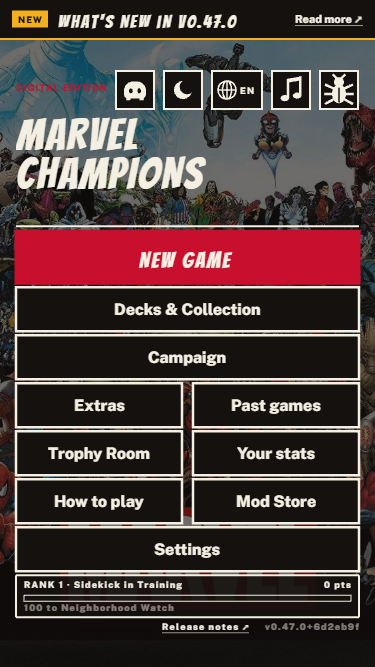 NEW WHAT'S NEW IN V0.47.0 Read more ↗
DIGITAL EDITION EN
MARVEL
CHAMPIONS
NEW GAME
Decks & Collection
Campaign
Extras Past games
Trophy Room Your stats
How to play Mod Store
Settings
RANK 1 · Sidekick in Training 0 pts
100 to Neighborhood Watch
Release notes ↗ v0.47.0+6d2eb9f